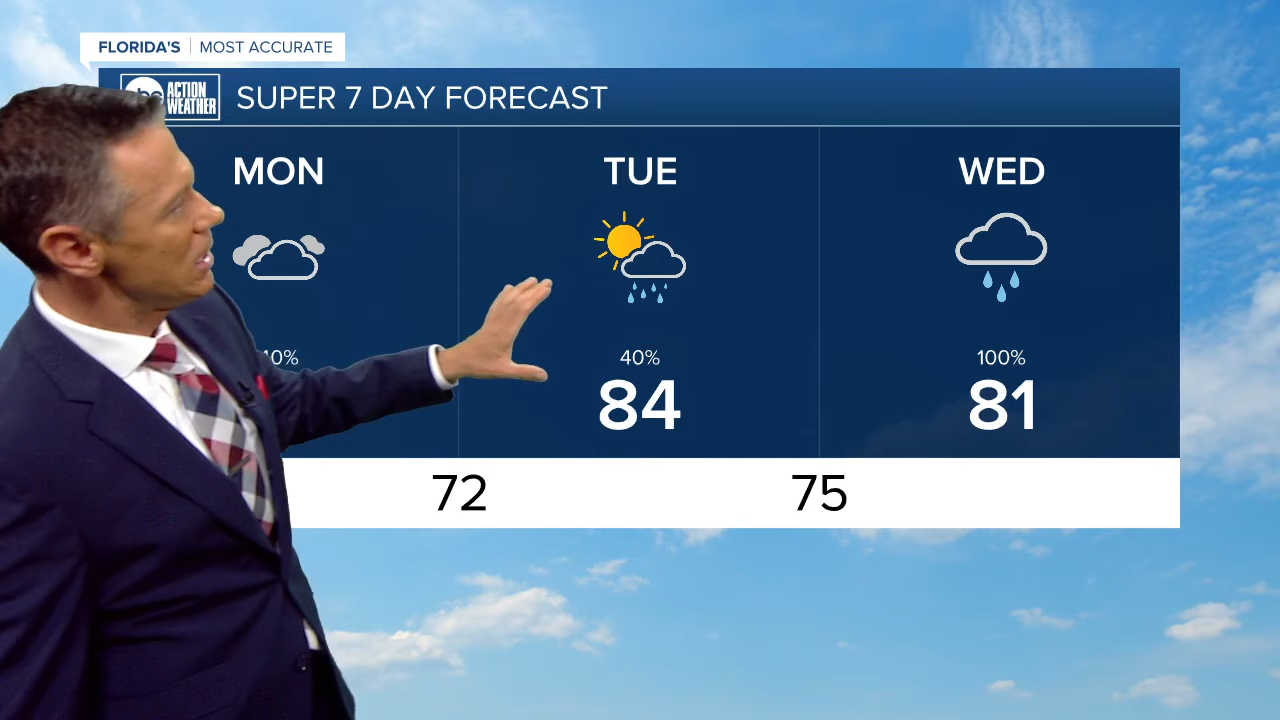 FLORIDA'S MOST ACCURATE
ACTION
WEATHER
SUPER 7 DAY FORECAST
MON TUE WED
40% 100%
84 81
72 75